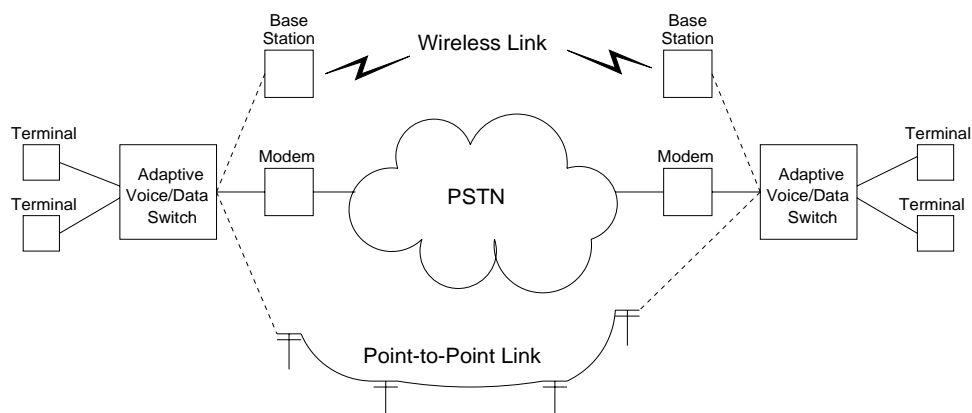 Base
Station
Wireless Link
Base
Station
Terminal
Adaptive
Voice/Data
Switch
Modem
PSTN
Modem
Adaptive
Voice/Data
Switch
Terminal
Terminal
Terminal
Point-to-Point Link